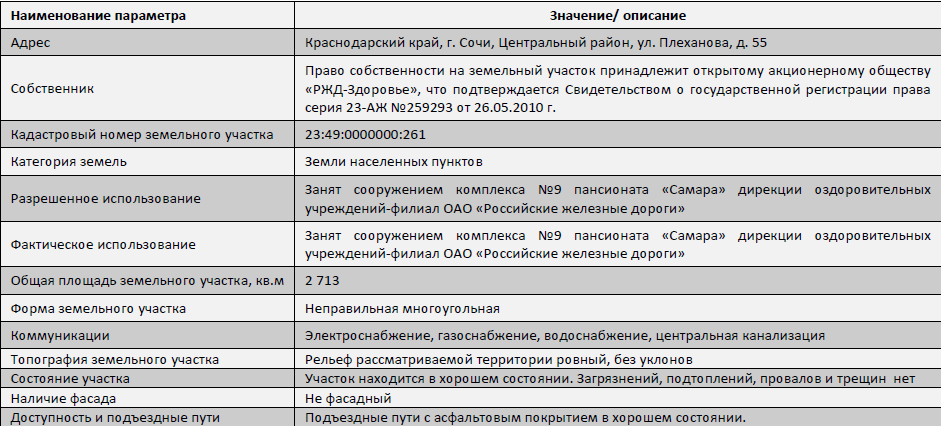 Наименование параметра
Значение/ описание
Адрес
Краснодарский край, г. Сочи, Центральный район, ул. Плеханова, д. 55
Собственник
Право собственности на земельный участок принадлежит открытому акционерному обществу
«РЖД-Здоровье», что подтверждается Свидетельством о государственной регистрации права
серия 23-АЖ №259293 от 26.05.2010 г.
Кадастровый номер земельного участка
23:49:0000000:261
Категория земель
Земли населенных пунктов
Разрешенное использование
Занят сооружением комплекса №9 пансионата «Самара» дирекции оздоровительных
учреждений-филиал ОАО «Российские железные дороги»
Фактическое использование
Занят сооружением комплекса №9 пансионата «Самара» дирекции оздоровительных
учреждений-филиал ОАО «Российские железные дороги»
Общая площадь земельного участка, кв.м
2 713
Форма земельного участка
Неправильная многоугольная
Коммуникации
Электроснабжение, газоснабжение, водоснабжение, центральная канализация
Топография земельного участка
Рельеф рассматриваемой территории ровный, без уклонов
Состояние участка
Участок находится в хорошем состоянии. Загрязнений, подтоплений, провалов и трещин нет
Наличие фасада
Не фасадный
Доступность и подъездные пути
Подъездные пути с асфальтовым покрытием в хорошем состоянии.